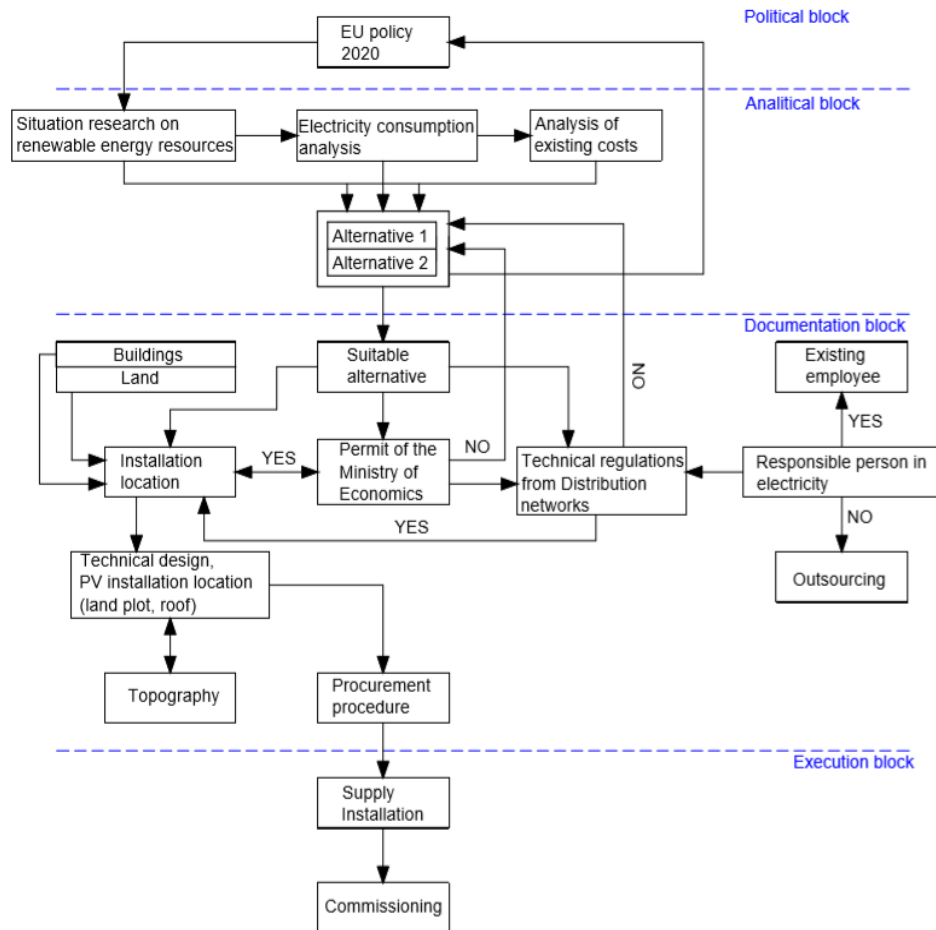 Political block
EU policy
2020
Analitical block
Situation research on
renewable energy resources
Electricity consumption
analysis
Analysis of
existing costs
Alternative 1
Alternative 2
Documentation block
Buildings
Land
Suitable
alternative
NO
Existing
employee
YES
Installation
location
YES
Permit of the
Ministry of
Economics
NO
Technical regulations
from Distribution
networks
Responsible person in
electricity
YES
NO
Technical design,
PV installation location
(land plot, roof)
Outsourcing
Topography
Procurement
procedure
Execution block
Supply
Installation
Commissioning